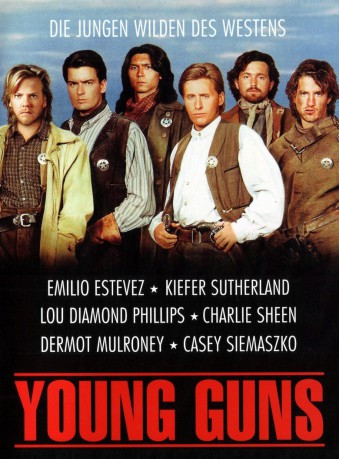 DIE JUNGEN WILDEN DES WESTENS
EMILIO ESTEVEZ ★ KIEFER SUTHERLAND
LOU DIAMOND PHILLIPS ★ CHARLIE SHEEN
DERMOT MULRONEY ★ CASEY SIEMASZKO
YOUNG GUNS